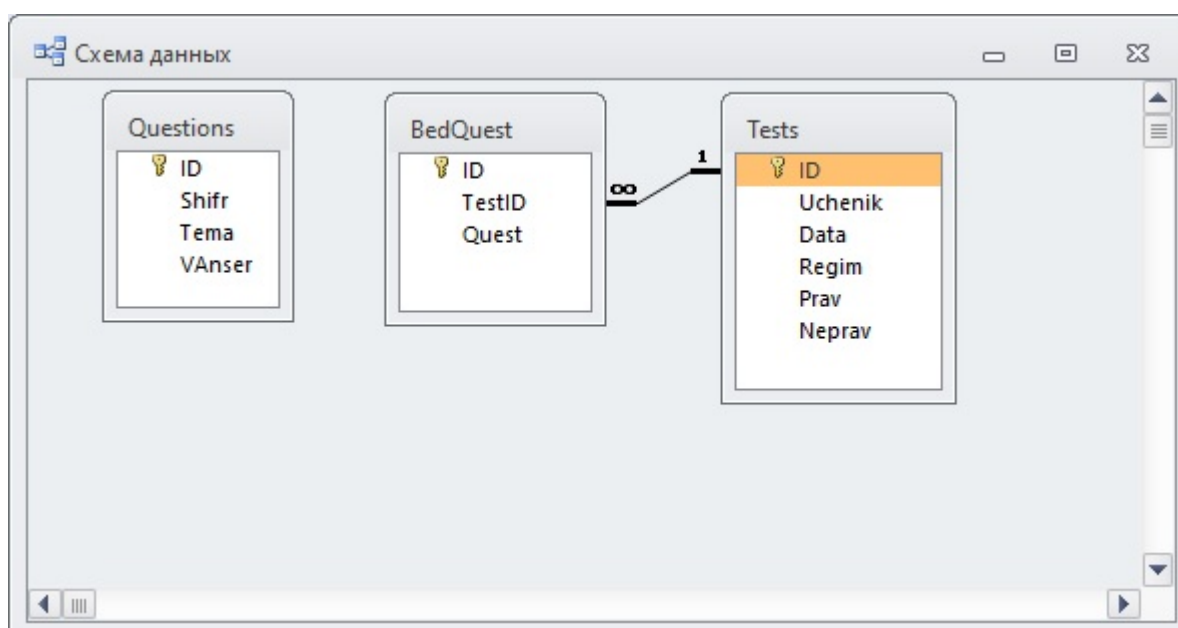 Схема данных
Questions
ID
Shifr
Tema
VAnser
BedQuest
ID
TestID
Quest
∞
1
Tests
ID
Uchenik
Data
Regim
Prav
Neprav